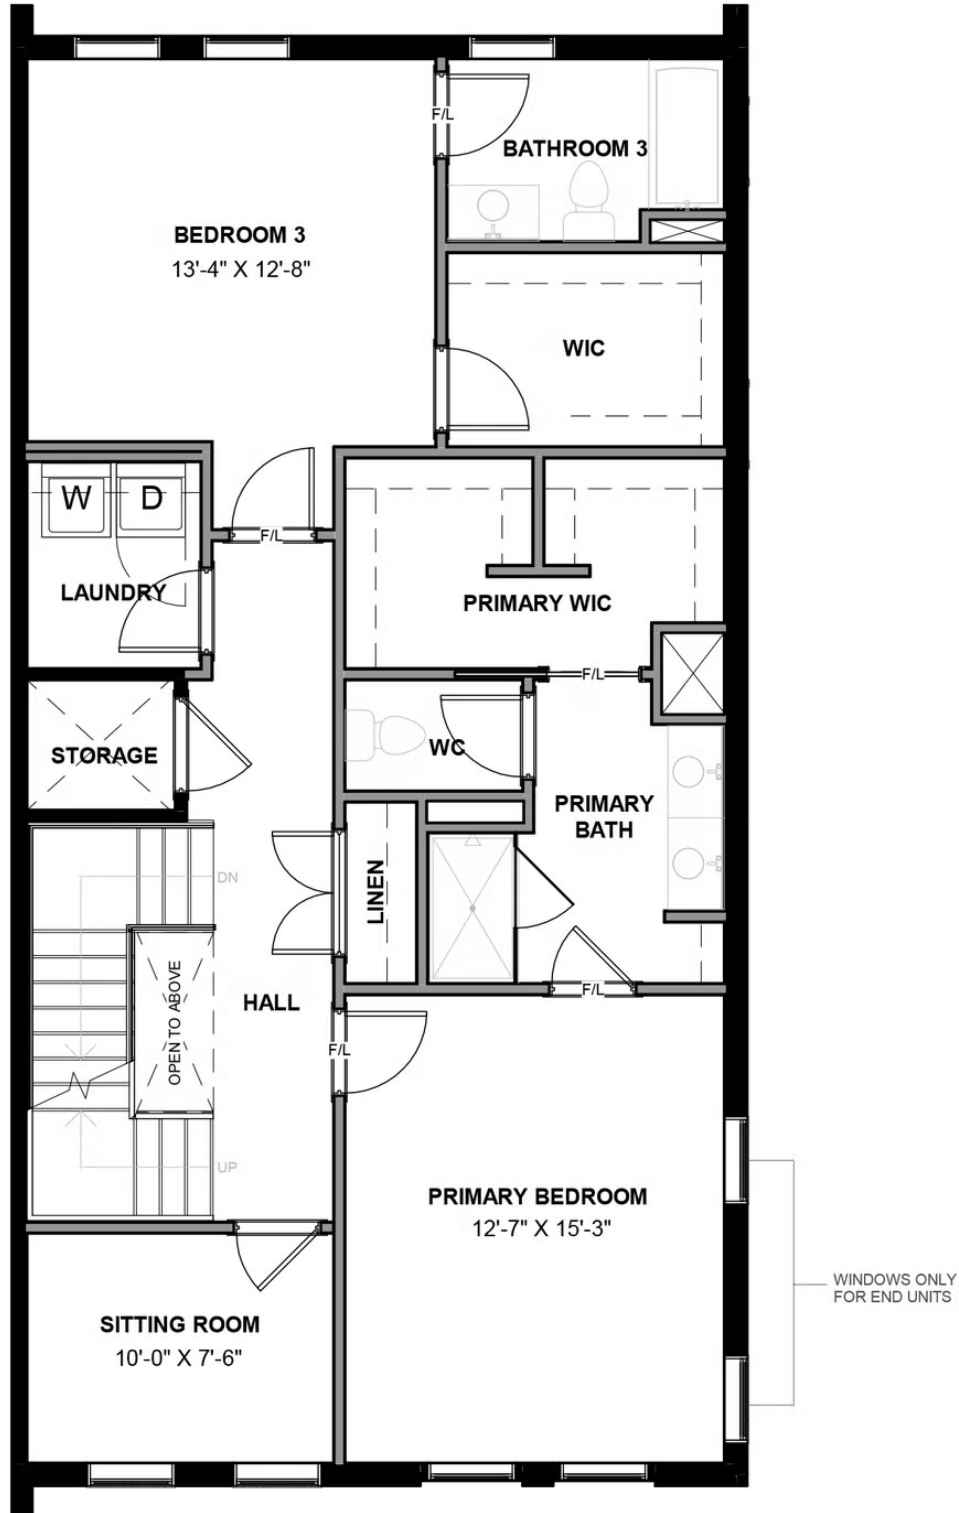 F/L
BATHROOM 3
BEDROOM 3
13'-4" X 12'-8"
WIC
W
D
F/L
LAUNDRY
PRIMARY WIC
F/L
STORAGE
WC
PRIMARY
BATH
DN
LINEN
OPEN TO ABOVE
HALL
F/L
F/L
UP
PRIMARY BEDROOM
12'-7" X 15'-3"
WINDOWS ONLY
FOR END UNITS
SITTING ROOM
10'-0" X 7'-6"